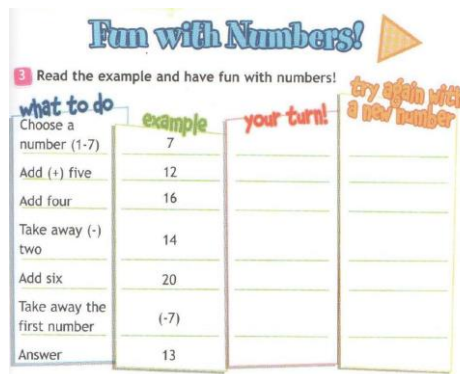 Fun with Numbers!
3 Read the example and have fun with numbers!
what to do
example
your turn!
try again with
a new number
Choose a
number (1-7) 7
Add (+) five 12
Add four 16
Take away (-)
two 14
Add six 20
Take away the
first number (-7)
Answer 13